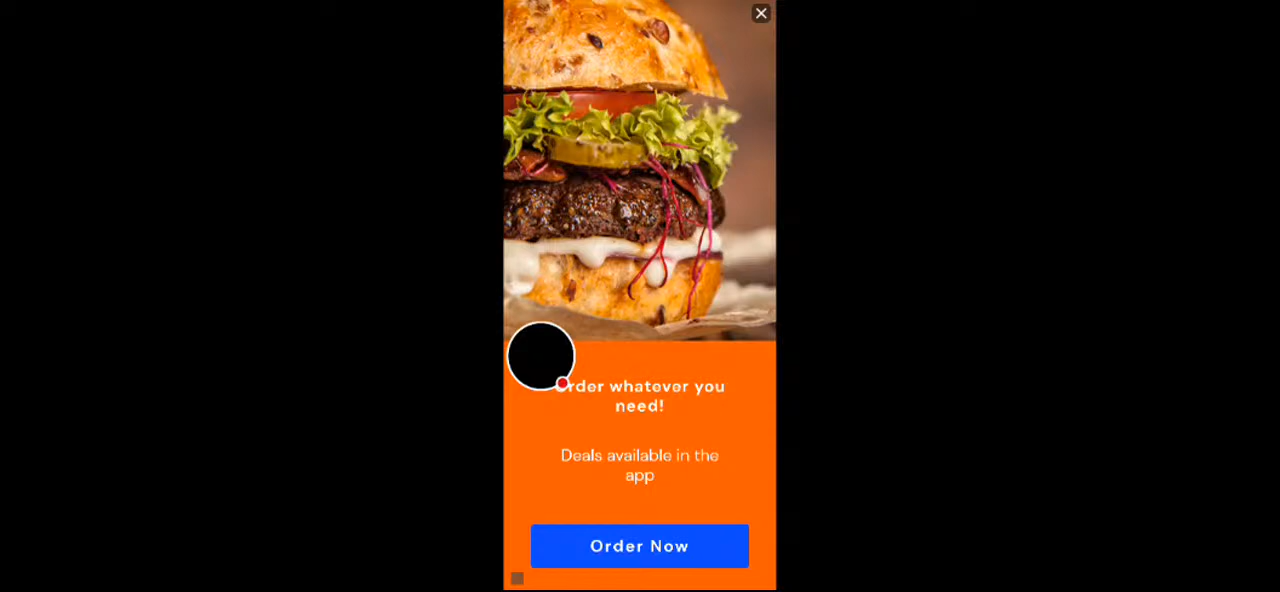 Order whatever you
need!
Deals available in the
app
Order Now